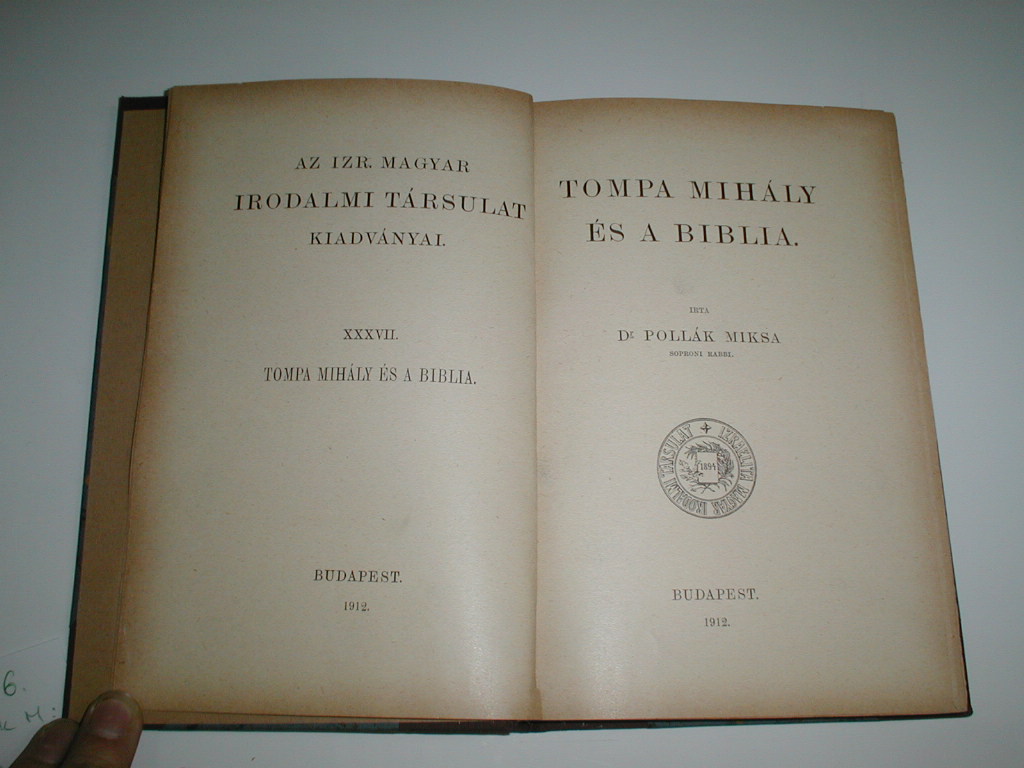 AZ IZR. MAGYAR
IRODALMI TÁRSULAT
KIADVÁNYAI.
XXXVII.
TOMPA MIHÁLY ÉS A BIBLIA.
BUDAPEST.
1912.
TOMPA MIHÁLY
ÉS A BIBLIA.
IRTA
Dr POLLÁK MIKSA
SOPRONI RABBI.
IZRAELITA MAGYAR IRODALMI TÁRSULAT
1894
BUDAPEST.
1912.
6.
M: